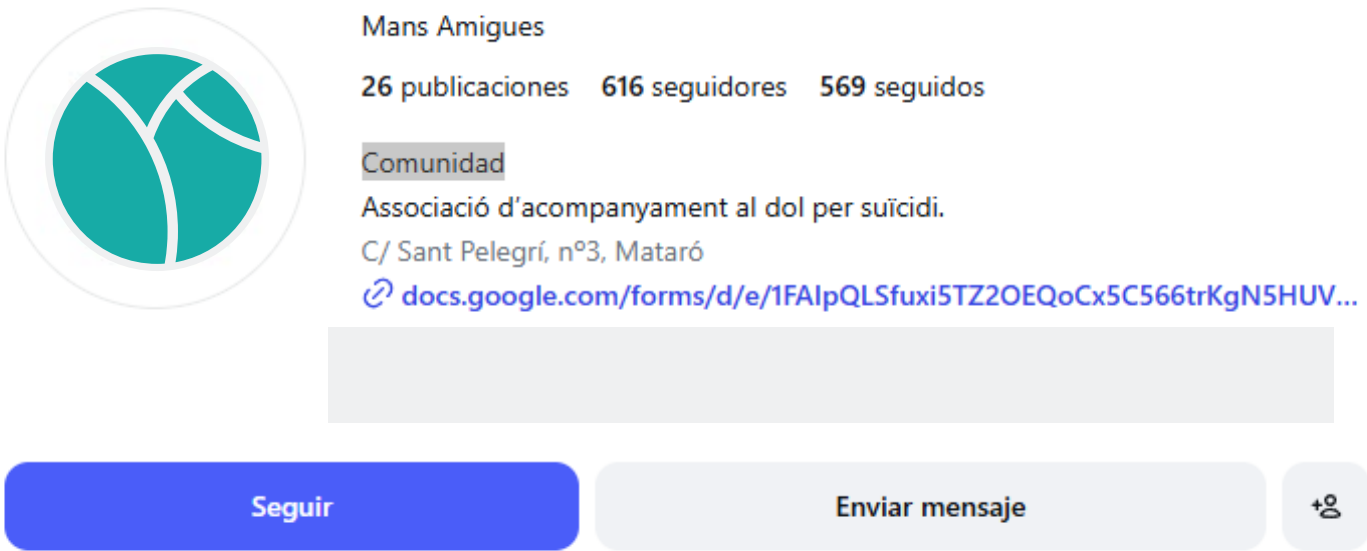 Mans Amigues
26 publicaciones 616 seguidores 569 seguidos
Comunidad
Associació d'acompanyament al dol per suïcidi.
C/ Sant Pelegrí, nº3, Mataró
docs.google.com/forms/d/e/1FAIpQLSfuxi5TZ2OEQoCx5C566trKgN5HUV...
Seguir Enviar mensaje